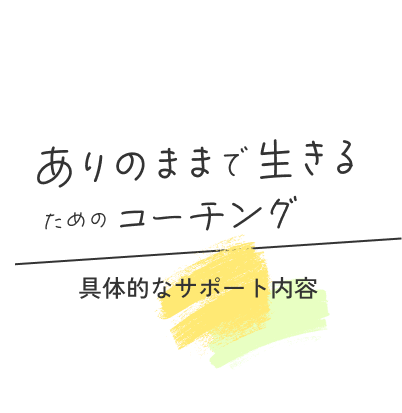 ありのままで生きる
ためのコーチング
具体的なサポート内容